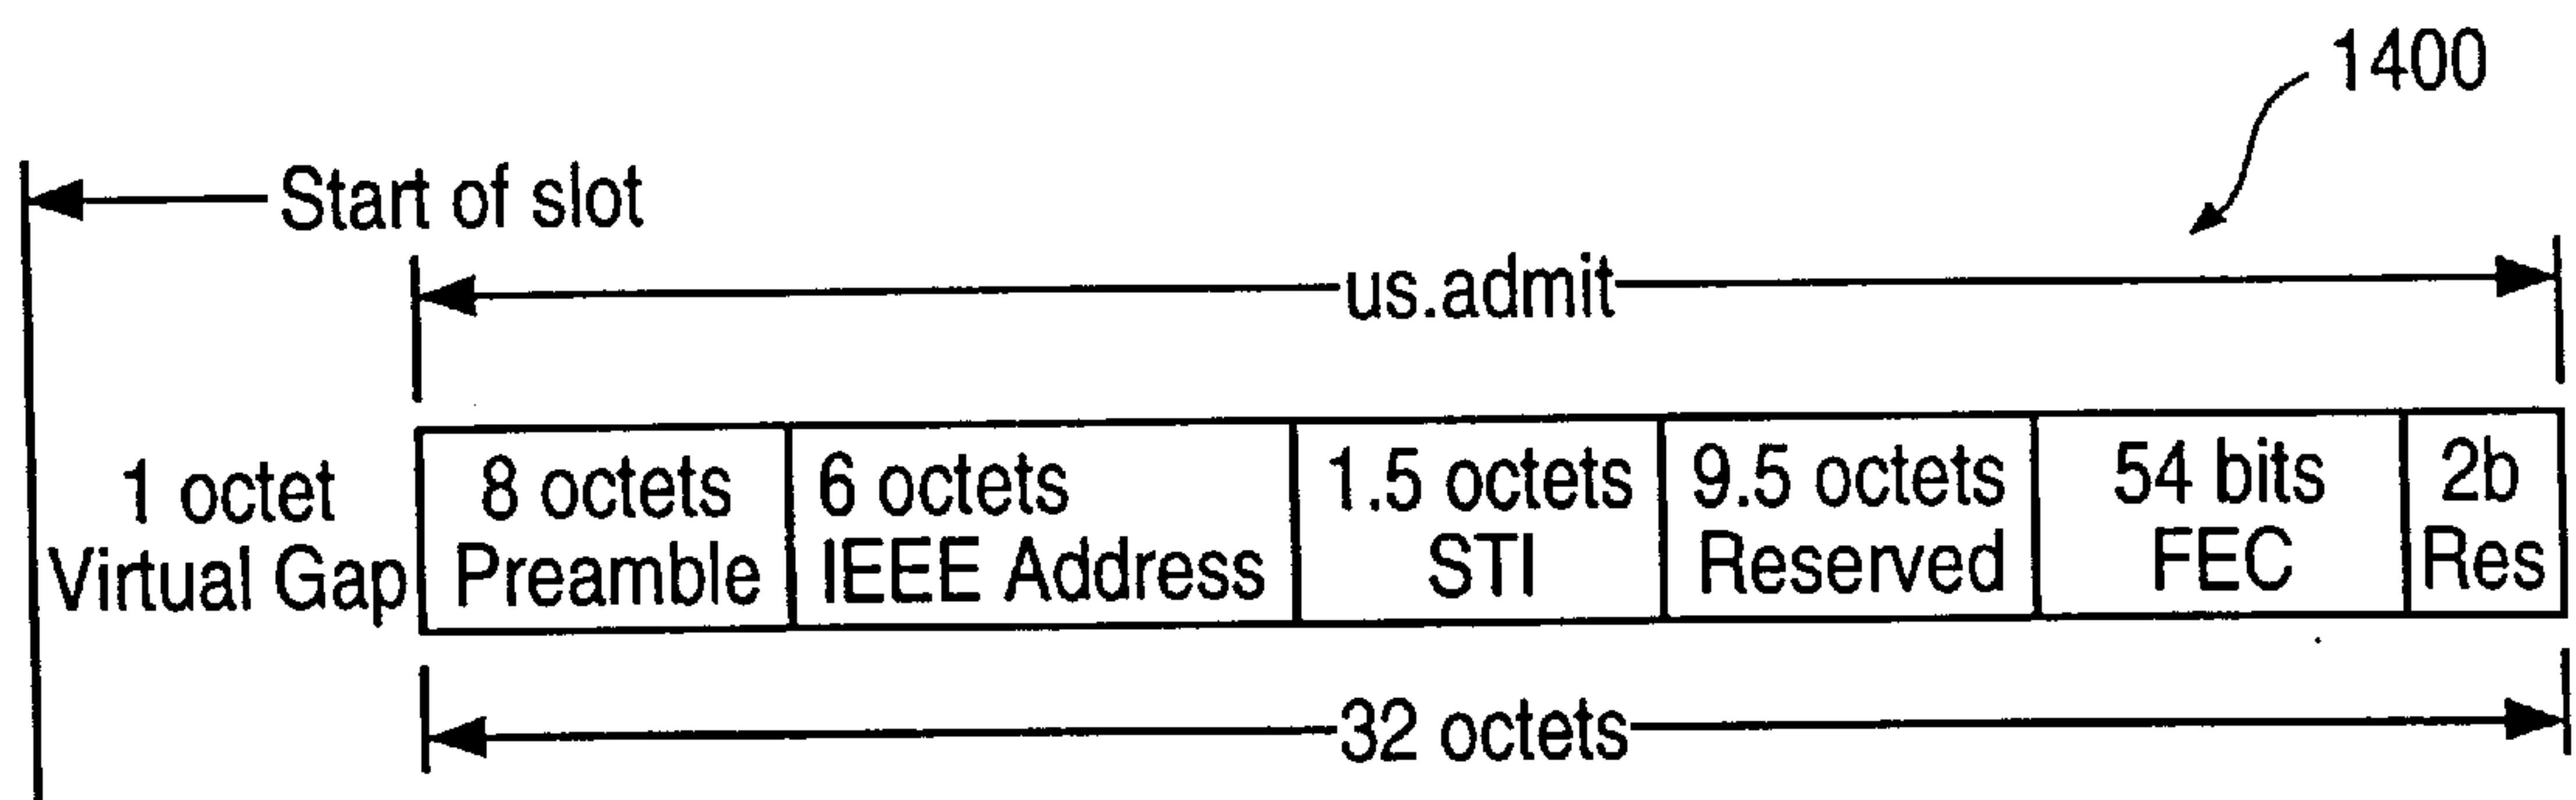 1400
Start of slot
us.admit
1 octet
Virtual Gap
8 octets
Preamble
6 octets
IEEE Address
1.5 octets
STI
9.5 octets
Reserved
54 bits
FEC
2b
Res
32 octets